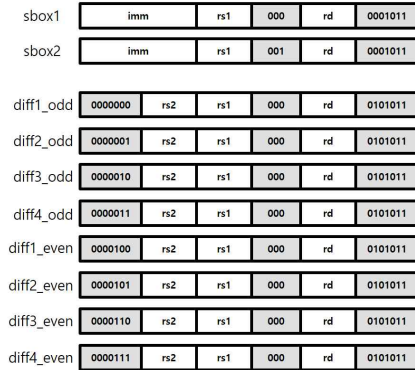 sbox1 imm rs1 000 rd 0001011
sbox2 imm rs1 001 rd 0001011
diff1_odd 0000000 rs2 rs1 000 rd 0101011
diff2_odd 0000001 rs2 rs1 000 rd 0101011
diff3_odd 0000010 rs2 rs1 000 rd 0101011
diff4_odd 0000011 rs2 rs1 000 rd 0101011
diff1_even 0000100 rs2 rs1 000 rd 0101011
diff2_even 0000101 rs2 rs1 000 rd 0101011
diff3_even 0000110 rs2 rs1 000 rd 0101011
diff4_even 0000111 rs2 rs1 000 rd 0101011